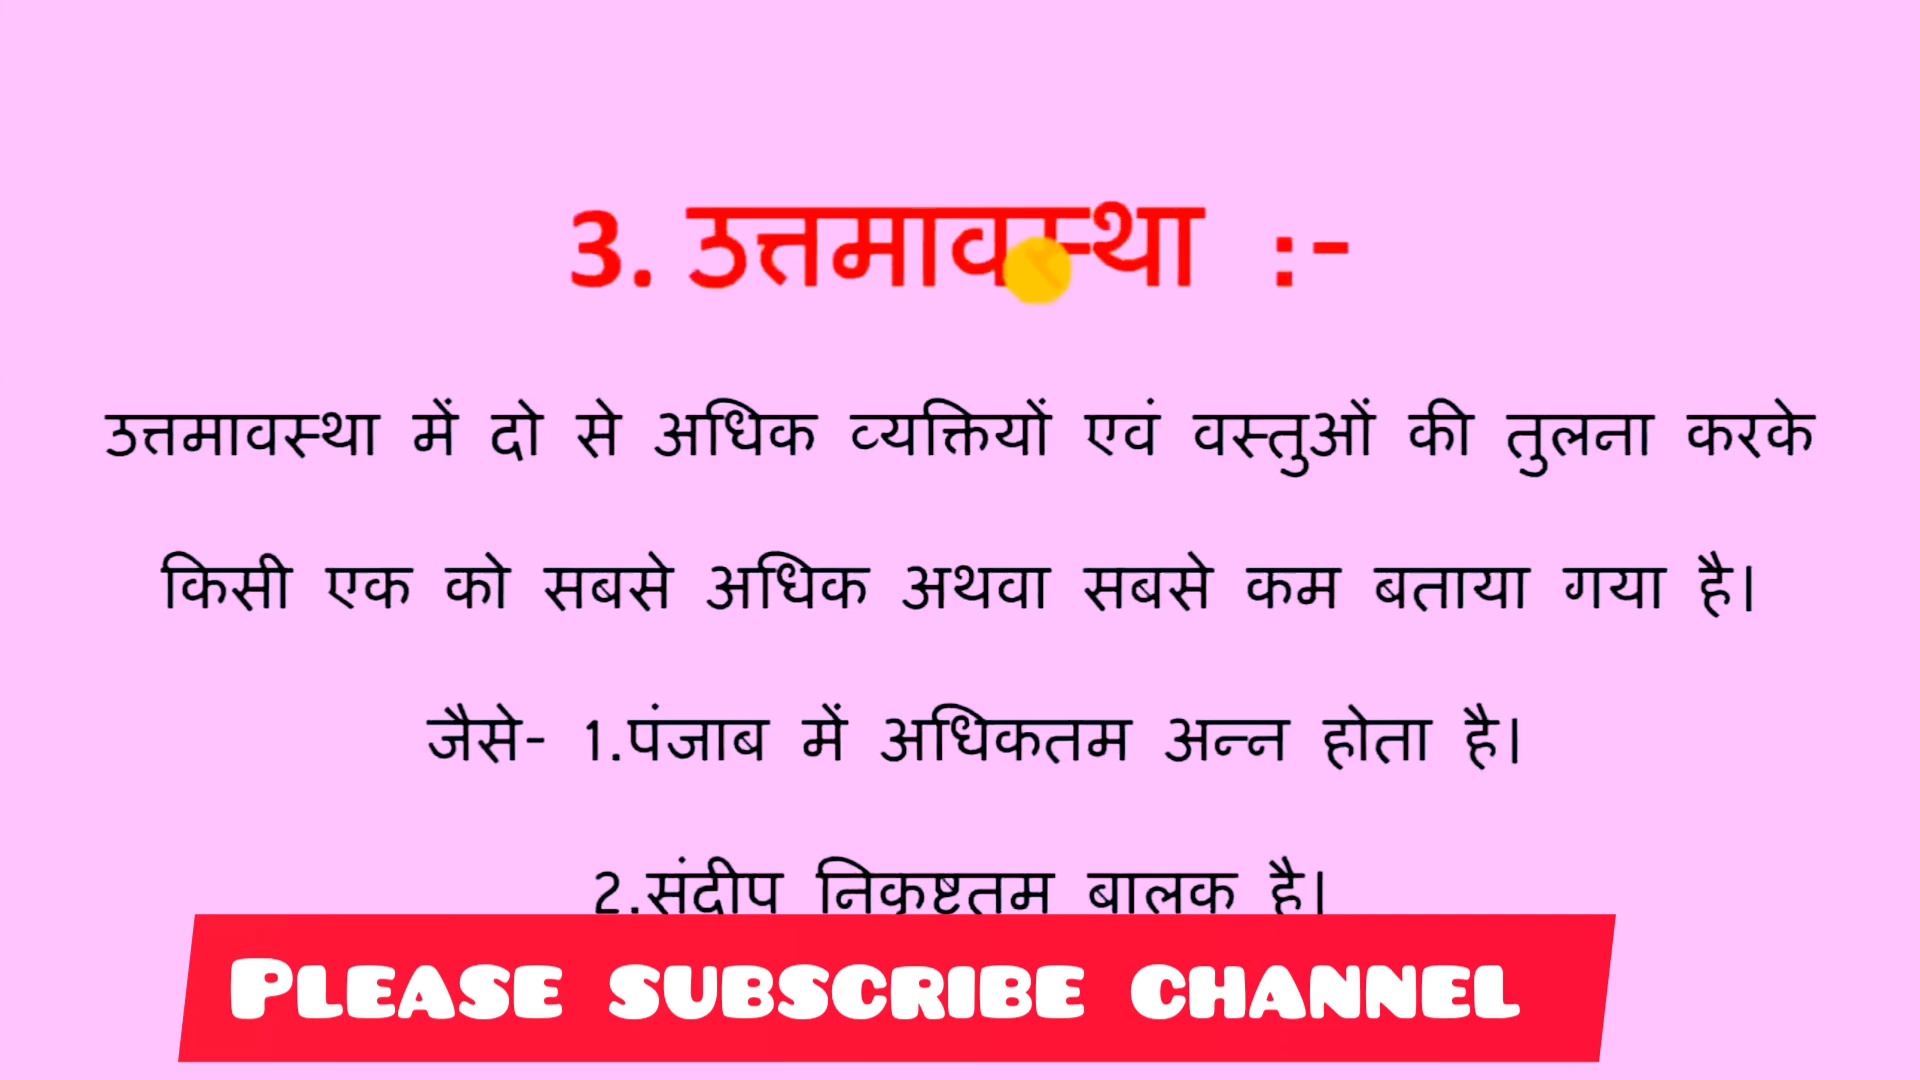 3. उत्तमावस्था :-
उत्तमावस्था में दो से अधिक व्यक्तियों एवं वस्तुओं की तुलना करके
किसी एक को सबसे अधिक अथवा सबसे कम बताया गया है।
जैसे- 1.पंजाब में अधिकतम अन्न होता है।
2.संदीप निकृष्टतम बालक है।
PLEASE SUBSCRIBE CHANNEL